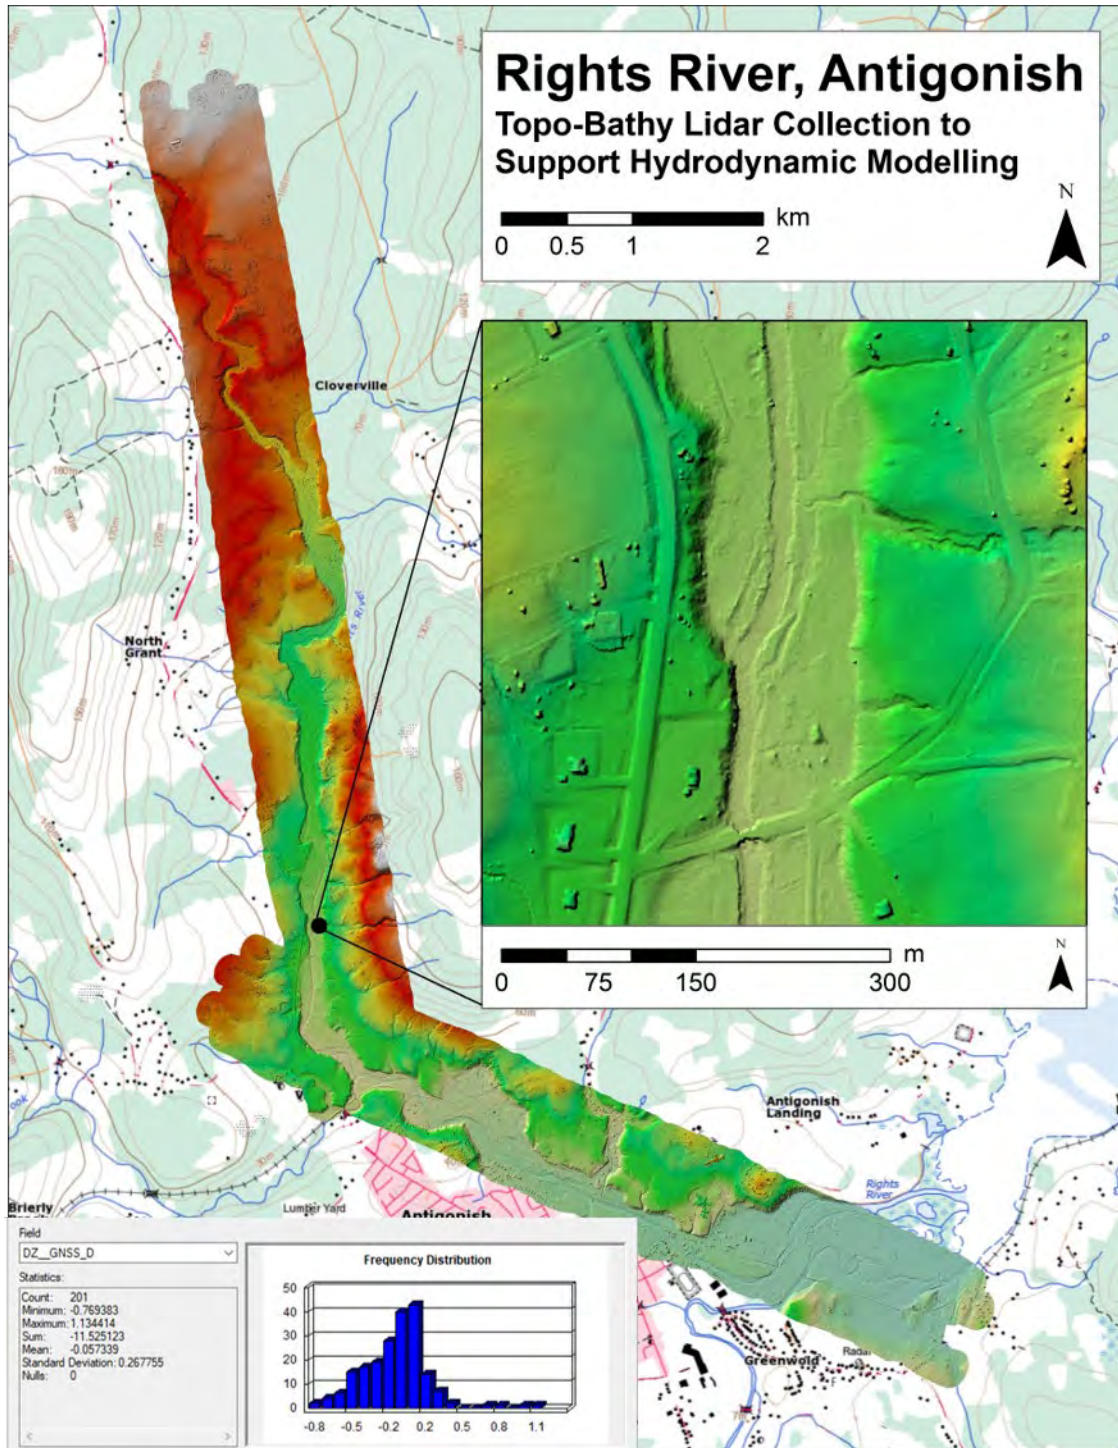 Rights River, Antigonish
Topo-Bathy Lidar Collection to
Support Hydrodynamic Modelling
N
km
0 0.5 1 2
Cloverville
North
Grant
m
0 75 150 300
N
Antigonish
Landing
Rights
River
Brierly
Lumber Yard
Antigonish
Greenwold
Radar
Field
DZ__GNSS_D
Statistics:
Count: 201
Minimum: -0.769383
Maximum: 1.134414
Sum: -11.525123
Mean: -0.057339
Standard Deviation: 0.267755
Nulls: 0
Frequency Distribution
50
40
30
20
10
0
-0.8 -0.5 -0.2 0.2 0.5 0.8 1.1